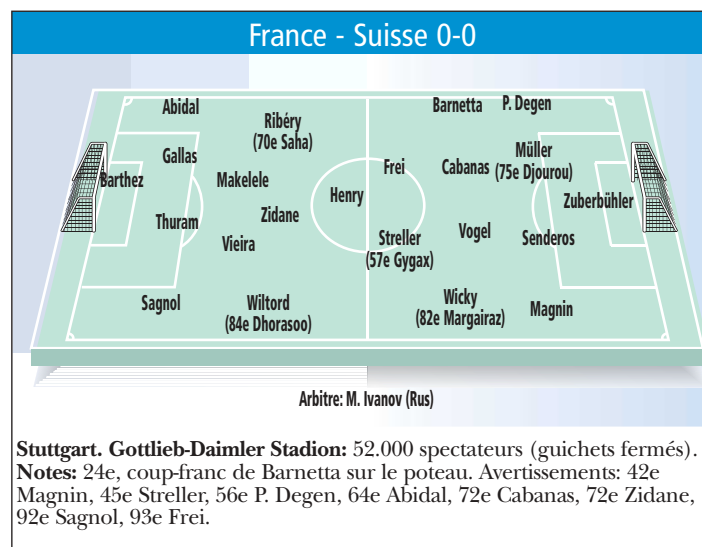 France - Suisse 0-0
Abidal
Ribéry
(70e Saha)
Gallas
Makelele
Barthez
Henry
Zidane
Thuram
Vieira
Sagnol
Wiltord
(84e Dhorasoo)
Barnetta
P. Degen
Müller
(75e Djourou)
Frei
Cabanas
Zuberbühler
Streller
(57e Gygax)
Vogel
Senderos
Wicky
(82e Margairaz)
Magnin
Arbitre: M. Ivanov (Rus)
Stuttgart. Gottlieb-Daimler Stadion: 52.000 spectateurs (guichets fermés).
Notes: 24e, coup-franc de Barnetta sur le poteau. Avertissements: 42e
Magnin, 45e Streller, 56e P. Degen, 64e Abidal, 72e Cabanas, 72e Zidane,
92e Sagnol, 93e Frei.